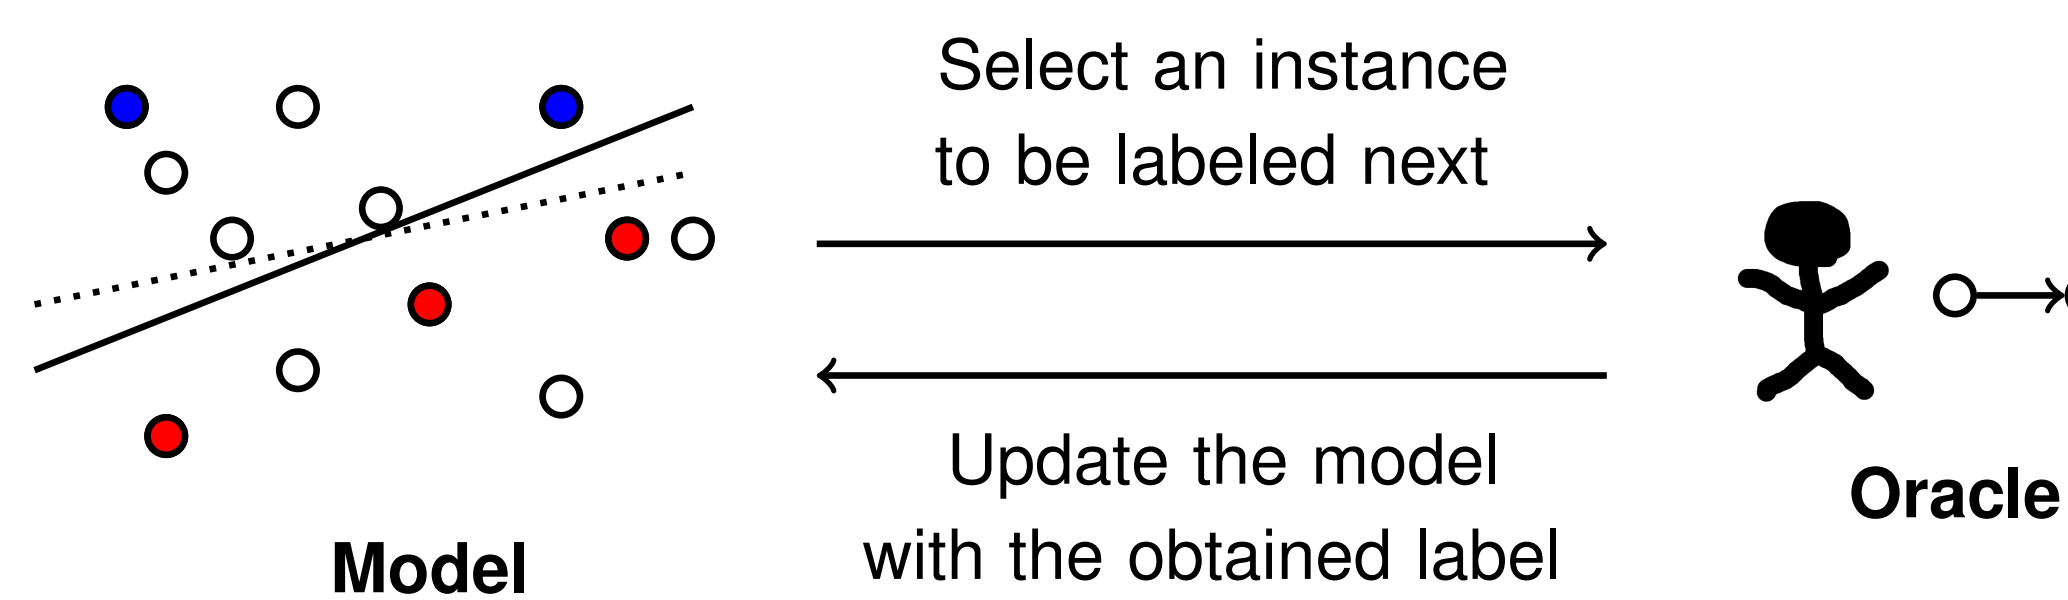 Select an instance
to be labeled next
Update the model
with the obtained label
Model
Oracle